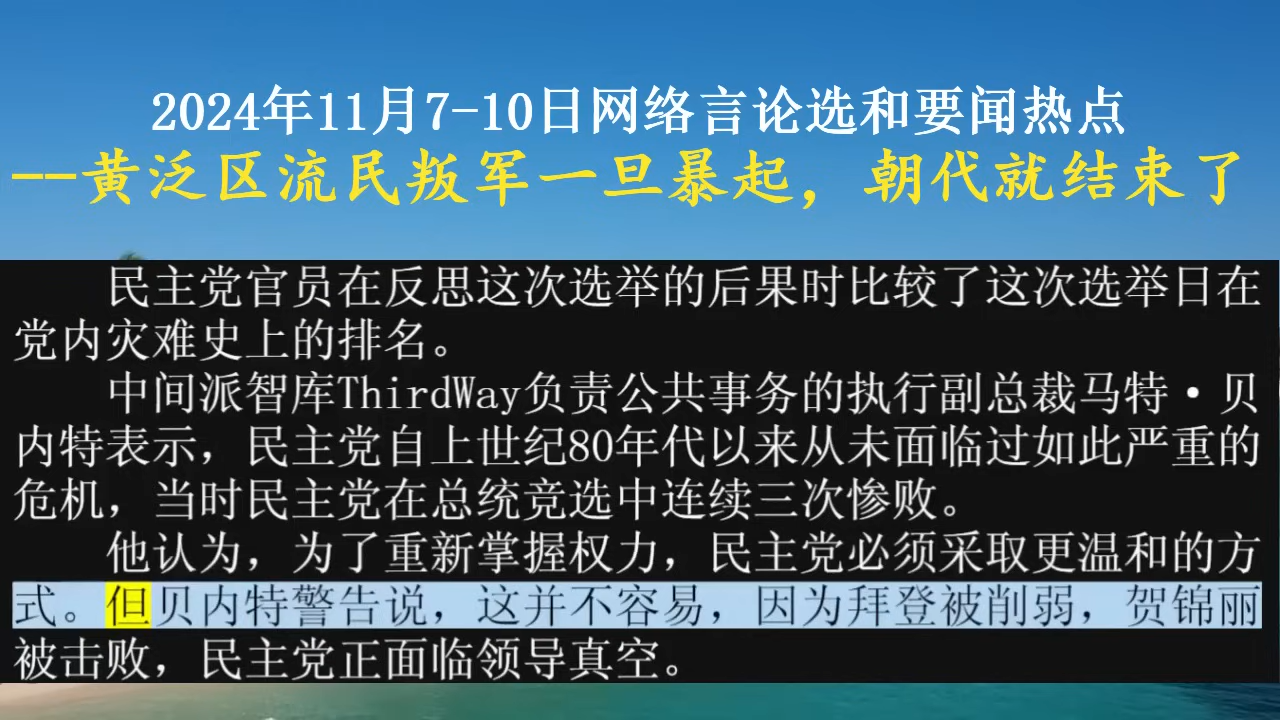 2024年11月7-10日网络言论选和要闻热点
--黄泛区流民叛军一旦暴起，朝代就结束了
民主党官员在反思这次选举的后果时比较了这次选举日在
党内灾难史上的排名。
中间派智库ThirdWay负责公共事务的执行副总裁马特·贝
内特表示，民主党自上世纪80年代以来从未面临过如此严重的
危机，当时民主党在总统竞选中连续三次惨败。
他认为，为了重新掌握权力，民主党必须采取更温和的方
式。但贝内特警告说，这并不容易，因为拜登被削弱，贺锦丽
被击败，民主党正面临领导真空。